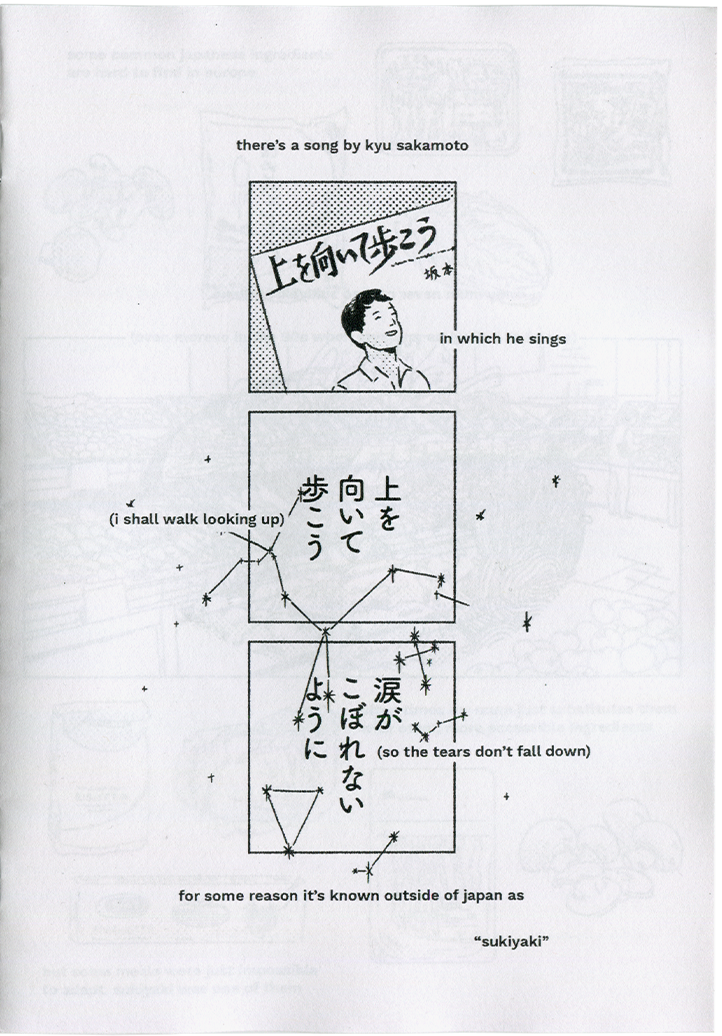 there's a song by kyu sakamoto
上を向いて歩こう
坂本
in which he sings
上を
向いて
歩こう
(i shall walk looking up)
涙が
こぼれない
ように
(so the tears don't fall down)
for some reason it's known outside of japan as
“sukiyaki”